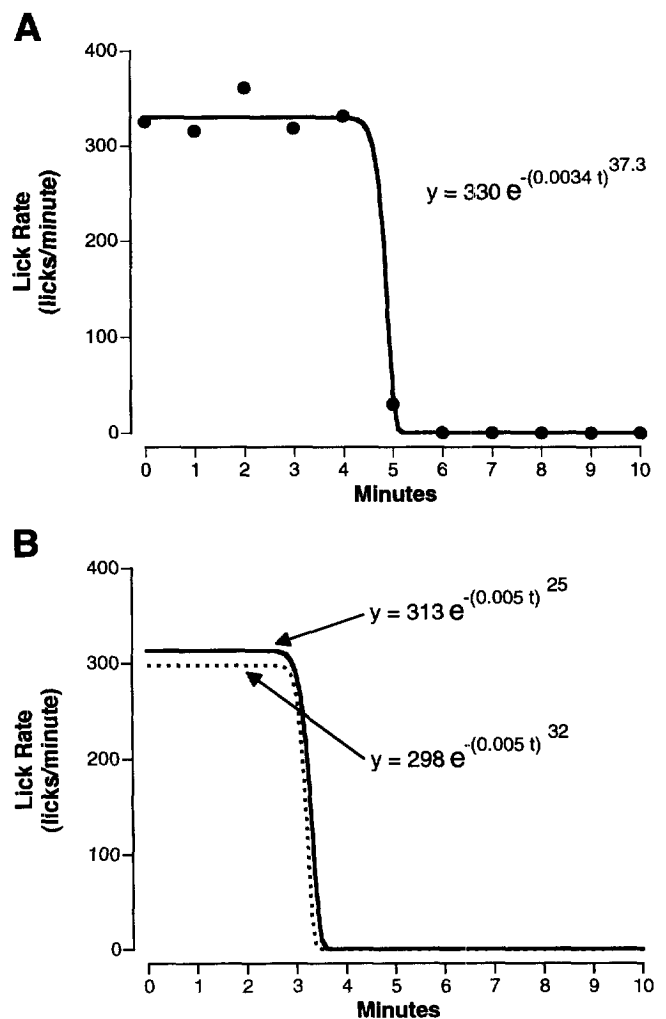 A
400
300
200
100
0
Lick Rate
(licks/minute)
y = 330 e^-(0.0034 t)^37.3
0 1 2 3 4 5 6 7 8 9 10
Minutes
B
400
300
200
100
0
Lick Rate
(licks/minute)
y = 313 e^-(0.005 t)^25
y = 298 e^-(0.005 t)^32
0 1 2 3 4 5 6 7 8 9 10
Minutes